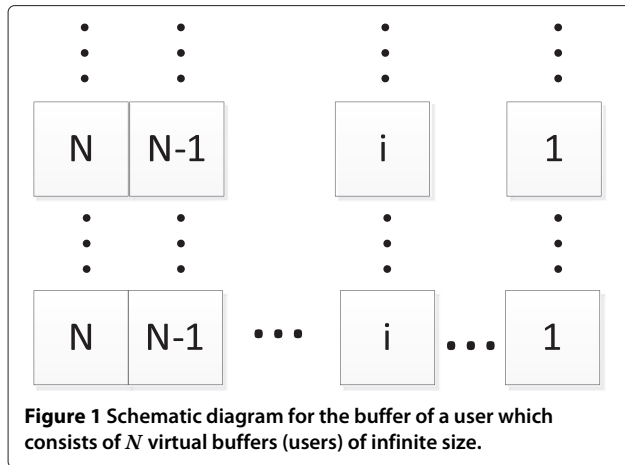 N N-1 i 1
N N-1 ... i ... 1
Figure 1 Schematic diagram for the buffer of a user which
consists of N virtual buffers (users) of infinite size.